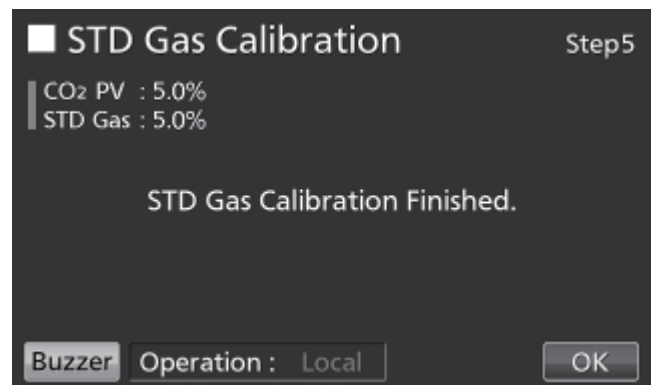 STD Gas Calibration Step5
CO2 PV : 5.0%
STD Gas : 5.0%
STD Gas Calibration Finished.
Buzzer Operation : Local OK